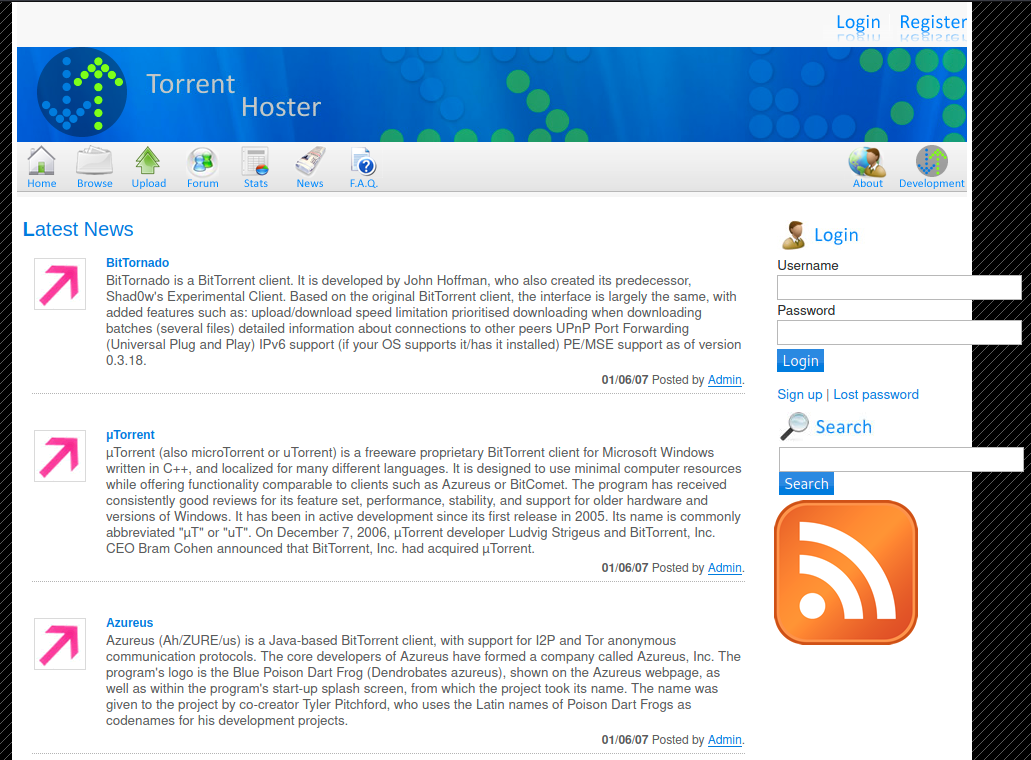 Login Register
Torrent
Hoster
Home Browse Upload Forum Stats News F.A.Q. About Development
Latest News
BitTornado
BitTornado is a BitTorrent client. It is developed by John Hoffman, who also created its predecessor,
Shad0w's Experimental Client. Based on the original BitTorrent client, the interface is largely the same, with
added features such as: upload/download speed limitation prioritised downloading when downloading
batches (several files) detailed information about connections to other peers UPnP Port Forwarding
(Universal Plug and Play) IPv6 support (if your OS supports it/has it installed) PE/MSE support as of version
0.3.18.
01/06/07 Posted by Admin.
µTorrent
µTorrent (also microTorrent or uTorrent) is a freeware proprietary BitTorrent client for Microsoft Windows
written in C++, and localized for many different languages. It is designed to use minimal computer resources
while offering functionality comparable to clients such as Azureus or BitComet. The program has received
consistently good reviews for its feature set, performance, stability, and support for older hardware and
versions of Windows. It has been in active development since its first release in 2005. Its name is commonly
abbreviated "µT" or "uT". On December 7, 2006, µTorrent developer Ludvig Strigeus and BitTorrent, Inc.
CEO Bram Cohen announced that BitTorrent, Inc. had acquired µTorrent.
01/06/07 Posted by Admin.
Azureus
Azureus (Ah/ZURE/us) is a Java-based BitTorrent client, with support for I2P and Tor anonymous
communication protocols. The core developers of Azureus have formed a company called Azureus, Inc. The
program's logo is the Blue Poison Dart Frog (Dendrobates azureus), shown on the Azureus webpage, as
well as within the program's start-up splash screen, from which the project took its name. The name was
given to the project by co-creator Tyler Pitchford, who uses the Latin names of Poison Dart Frogs as
codenames for his development projects.
01/06/07 Posted by Admin.
Login
Username
Password
Login
Sign up | Lost password
Search
Search